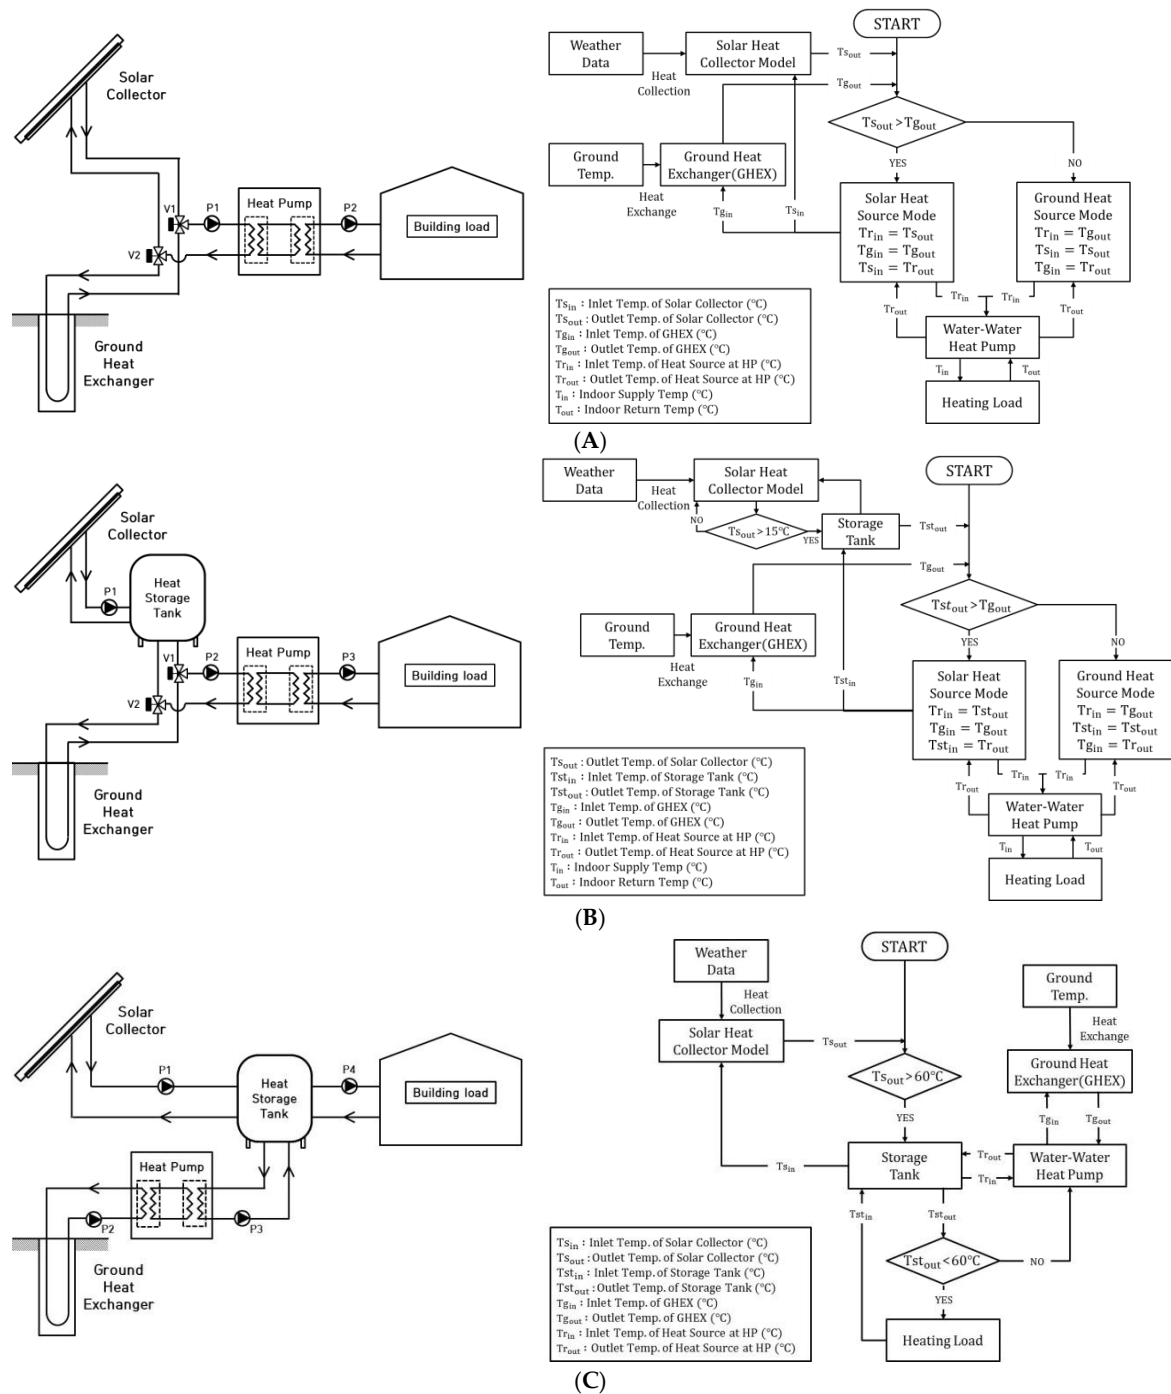 Solar
Collector
V1
P1
Heat Pump
P2
Building load
V2
Ground
Heat
Exchanger
START
Weather
Data
Heat
Collection
Solar Heat
Collector Model
Ts_out
Tg_out
Ts_out > Tg_out
YES
NO
Ground
Temp.
Heat
Exchange
Ground Heat
Exchanger(GHEX)
Tg_in
Ts_in
Solar Heat
Source Mode
Tr_in = Ts_out
Tg_in = Tg_out
Ts_in = Tr_out
Ground Heat
Source Mode
Tr_in = Tg_out
Ts_in = Ts_out
Tg_in = Tr_out
Tr_in
Tr_in
Tr_out
Tr_out
Water-Water
Heat Pump
T_in
T_out
Heating Load
Ts_in : Inlet Temp. of Solar Collector (℃)
Ts_out : Outlet Temp. of Solar Collector (℃)
Tg_in : Inlet Temp. of GHEX (℃)
Tg_out : Outlet Temp. of GHEX (℃)
Tr_in : Inlet Temp. of Heat Source at HP (℃)
Tr_out : Outlet Temp. of Heat Source at HP (℃)
T_in : Indoor Supply Temp (℃)
T_out : Indoor Return Temp (℃)
(A)
Solar
Collector
P1
Heat
Storage
Tank
V1
P2
Heat Pump
P3
Building load
V2
Ground
Heat
Exchanger
START
Weather
Data
Heat
Collection
Solar Heat
Collector Model
NO
Ts_out > 15℃
YES
Storage
Tank
Tst_out
Tg_out
Tst_out > Tg_out
YES
NO
Ground
Temp.
Heat
Exchange
Ground Heat
Exchanger(GHEX)
Tg_in
Tst_in
Solar Heat
Source Mode
Tr_in = Tst_out
Tg_in = Tg_out
Tst_in = Tr_out
Ground Heat
Source Mode
Tr_in = Tg_out
Tst_in = Tst_out
Tg_in = Tr_out
Tr_in
Tr_in
Tr_out
Tr_out
Water-Water
Heat Pump
T_in
T_out
Heating Load
Ts_out : Outlet Temp. of Solar Collector (℃)
Tst_in : Inlet Temp. of Storage Tank (℃)
Tst_out : Outlet Temp. of Storage Tank (℃)
Tg_in : Inlet Temp. of GHEX (℃)
Tg_out : Outlet Temp. of GHEX (℃)
Tr_in : Inlet Temp. of Heat Source at HP (℃)
Tr_out : Outlet Temp. of Heat Source at HP (℃)
T_in : Indoor Supply Temp (℃)
T_out : Indoor Return Temp (℃)
(B)
Solar
Collector
P1
Heat
Storage
Tank
P4
Building load
Heat Pump
P2
P3
Ground
Heat
Exchanger
Weather
Data
Heat
Collection
START
Ground
Temp.
Heat
Exchange
Solar Heat
Collector Model
Ts_out
Ts_out > 60℃
YES
Ground Heat
Exchanger(GHEX)
Tg_in
Tg_out
Ts_in
Storage
Tank
Tr_out
Tr_in
Water-Water
Heat Pump
Tst_in
Tst_out
Tst_out < 60℃
NO
YES
Heating Load
Ts_in : Inlet Temp. of Solar Collector (℃)
Ts_out : Outlet Temp. of Solar Collector (℃)
Tst_in : Inlet Temp. of Storage Tank (℃)
Tst_out : Outlet Temp. of Storage Tank (℃)
Tg_in : Inlet Temp. of GHEX (℃)
Tg_out : Outlet Temp. of GHEX (℃)
Tr_in : Inlet Temp. of Heat Source at HP (℃)
Tr_out : Outlet Temp. of Heat Source at HP (℃)
(C)